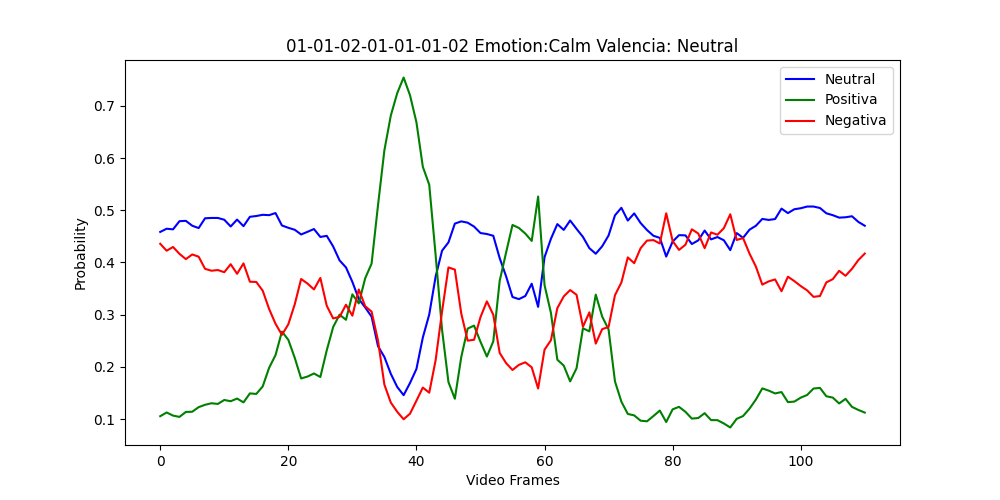 01-01-02-01-01-01-02 Emotion:Calm Valencia: Neutral
Neutral
Positiva
Negativa
Probability
0.7
0.6
0.5
0.4
0.3
0.2
0.1
0 20 40 60 80 100
Video Frames